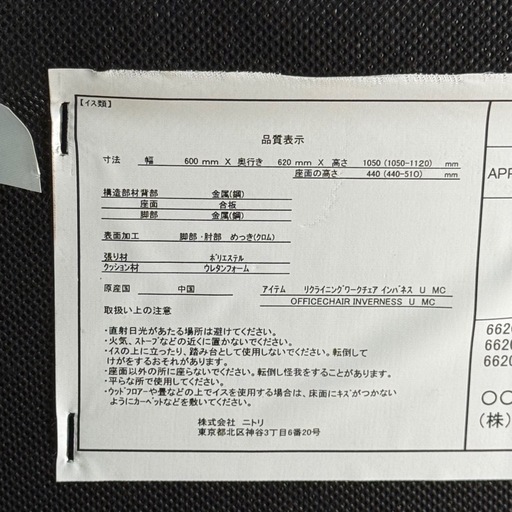 【イス類】
品質表示
寸法 幅 600 mm X 奥行き 620 mm X 高さ 1050 (1050-1120) mm
座面の高さ 440 (440-510) mm
構造部材背部 金属(鋼)
座面 合板
脚部 金属(鋼)
表面加工 脚部・肘部 めっき(クロム)
張り材 ポリエステル
クッション材 ウレタンフォーム
原産国 中国 アイテム リクライニングワークチェア インバネス U MC
OFFICECHAIR INVERNESS U MC
取扱い上の注意
・直射日光があたる場所は避けてください。
・火気、ストーブなどの近くに置かないでください。
・イスの上に立ったり、踏み台として使用しないでください。転倒して
けがをするおそれがあります。
・座面以外の所に座らないでください。転倒し怪我をすることがあります。
・平らな所で使用してください。
・ウッドフロアーや畳などの上でイスを使用する場合は、床面にキズがつかない
ようにカーペットなどを敷いてください。
株式会社 ニトリ
東京都北区神谷3丁目6番20号
APP
6620
6620
6620
〇〇
(株)